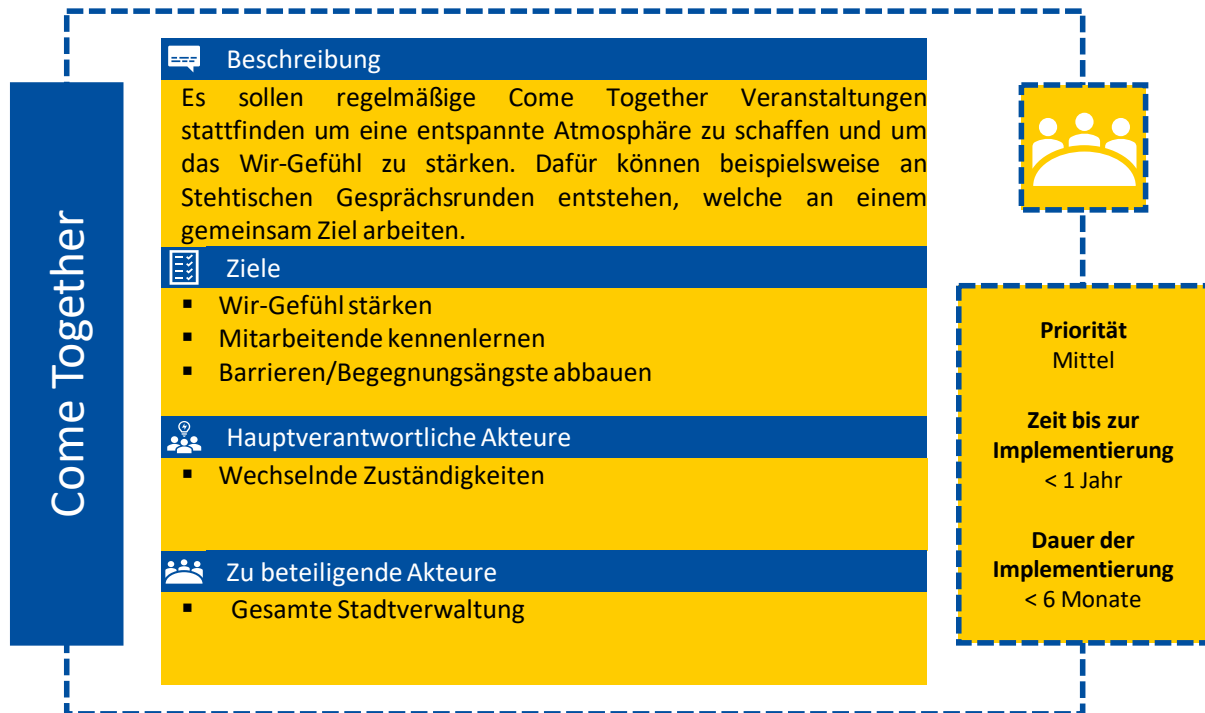 Come Together
Beschreibung
Es sollen regelmäßige Come Together Veranstaltungen
stattfinden um eine entspannte Atmosphäre zu schaffen und um
das Wir-Gefühl zu stärken. Dafür können beispielsweise an
Stehtischen Gesprächsrunden entstehen, welche an einem
gemeinsam Ziel arbeiten.
Ziele
▪ Wir-Gefühl stärken
▪ Mitarbeitende kennenlernen
▪ Barrieren/Begegnungsängste abbauen
Hauptverantwortliche Akteure
▪ Wechselnde Zuständigkeiten
Zu beteiligende Akteure
▪ Gesamte Stadtverwaltung
Priorität
Mittel
Zeit bis zur
Implementierung
< 1 Jahr
Dauer der
Implementierung
< 6 Monate